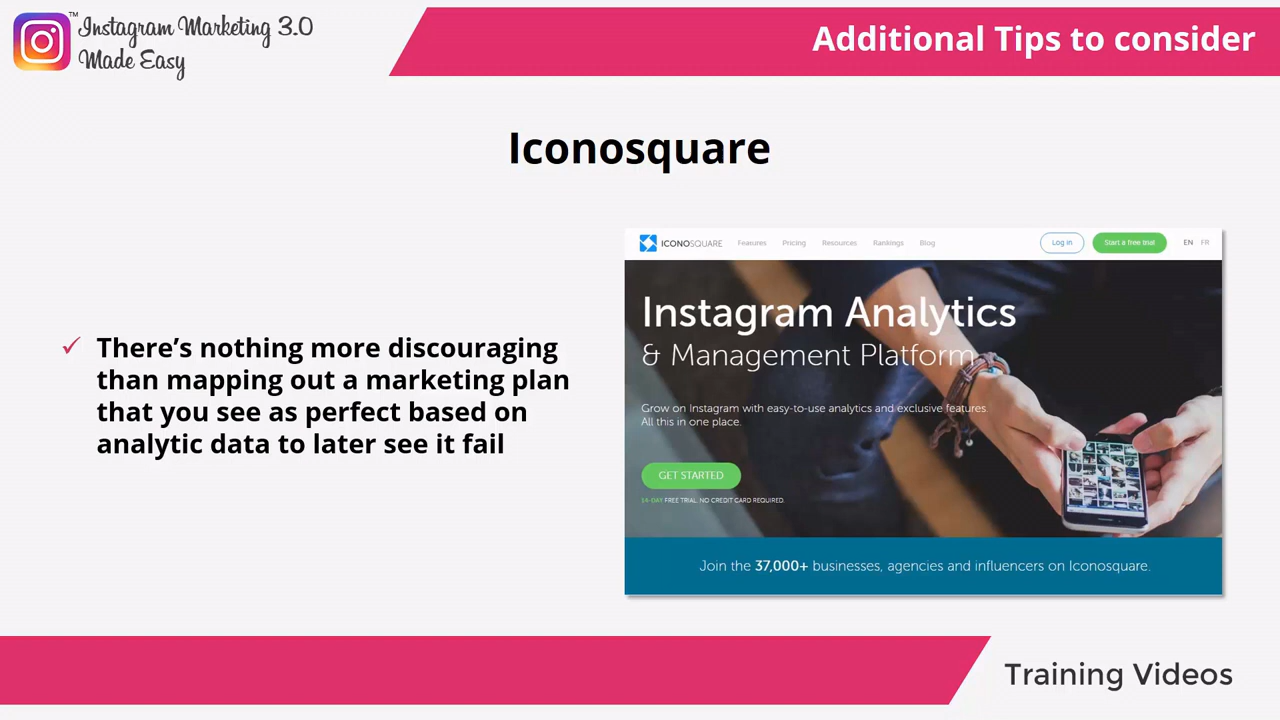 Instagram Marketing 3.0
Made Easy
TM
Additional Tips to consider
Iconosquare
There’s nothing more discouraging
than mapping out a marketing plan
that you see as perfect based on
analytic data to later see it fail
ICONOSQUARE Features Pricing Resources Rankings Blog Log in Start a free trial EN FR
Instagram Analytics
& Management Platform
Grow on Instagram with easy-to-use analytics and exclusive features.
All this in one place.
GET STARTED
14-DAY FREE TRIAL. NO CREDIT CARD REQUIRED.
Join the 37,000+ businesses, agencies and influencers on Iconosquare.
Training Videos